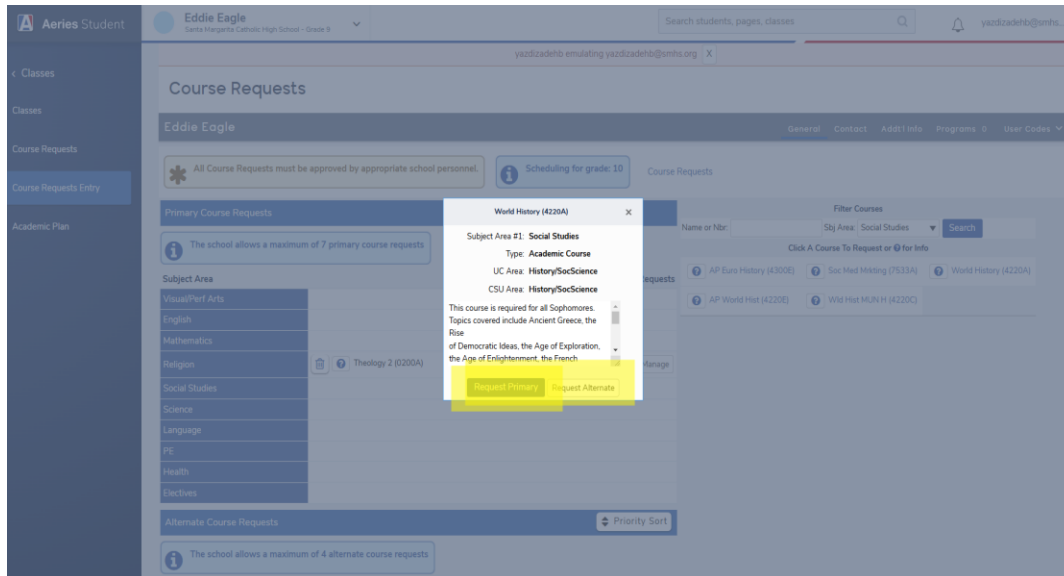 Aeries Student
Eddie Eagle
Santa Margarita Catholic High School - Grade 9
Search students, pages, classes
yazdizadehb@smhs...
yazdizadehb emulating yazdizadehb@smhs.org X
< Classes
Classes
Course Requests
Course Requests Entry
Academic Plan
Course Requests
Eddie Eagle
General Contact Addt'l Info Programs 0 User Codes
All Course Requests must be approved by appropriate school personnel.
Scheduling for grade: 10
Course Requests
Primary Course Requests
The school allows a maximum of 7 primary course requests
Subject Area
equests
Visual/Perf Arts
English
Mathematics
Religion
Theology 2 (0200A)
Manage
Social Studies
Science
Language
PE
Health
Electives
Alternate Course Requests
Priority Sort
The school allows a maximum of 4 alternate course requests
World History (4220A) X
Subject Area #1: Social Studies
Type: Academic Course
UC Area: History/SocScience
CSU Area: History/SocScience
This course is required for all Sophomores.
Topics covered include Ancient Greece, the
Rise
of Democratic Ideas, the Age of Exploration,
the Age of Enlightenment, the French
Request Primary Request Alternate
Filter Courses
Name or Nbr: Sbj Area Social Studies Search
Click A Course To Request or ? for Info
AP Euro History (4300E) Soc Med Mrkting (7533A) World History (4220A)
AP World Hist (4220E) Wld Hist MUN H (4220C)